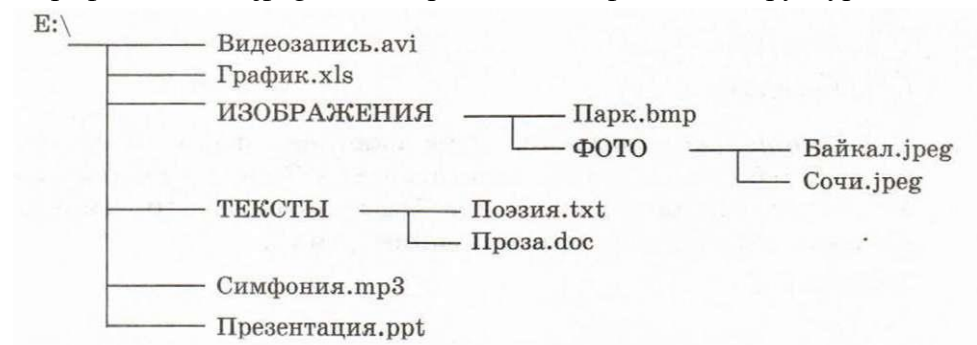 E:\
Видеозапись.avi
График.xls
ИЗОБРАЖЕНИЯ Парк.bmp
ФОТО Байкал.jpeg
Сочи.jpeg
ТЕКСТЫ Поэзия.txt
Проза.doc
Симфония.mp3
Презентация.ppt